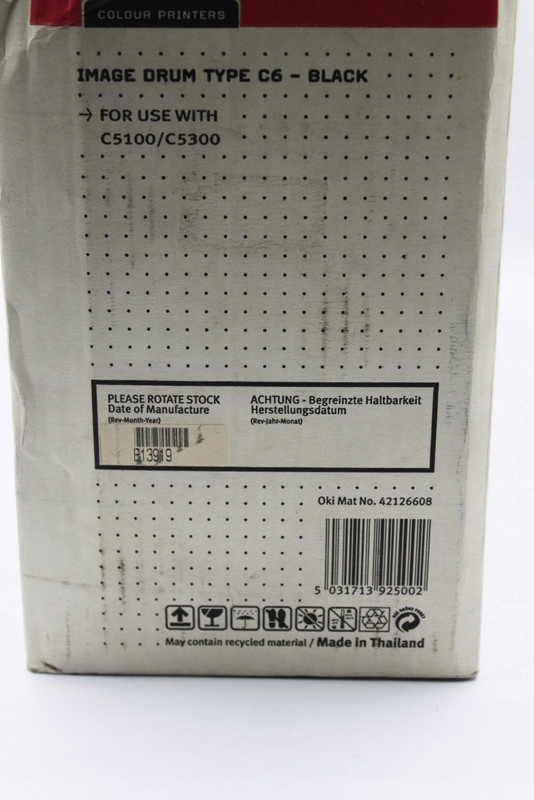 COLOUR PRINTERS
IMAGE DRUM TYPE C6 – BLACK
→ FOR USE WITH
C5100/C5300
PLEASE ROTATE STOCK
Date of Manufacture
(Rev-Month-Year)
ACHTUNG - Begreinzte Haltbarkeit
Herstellungsdatum
(Rev-Jahr-Monat)
Oki Mat No. 42126608
5 031713 925002
May contain recycled material / Made in Thailand